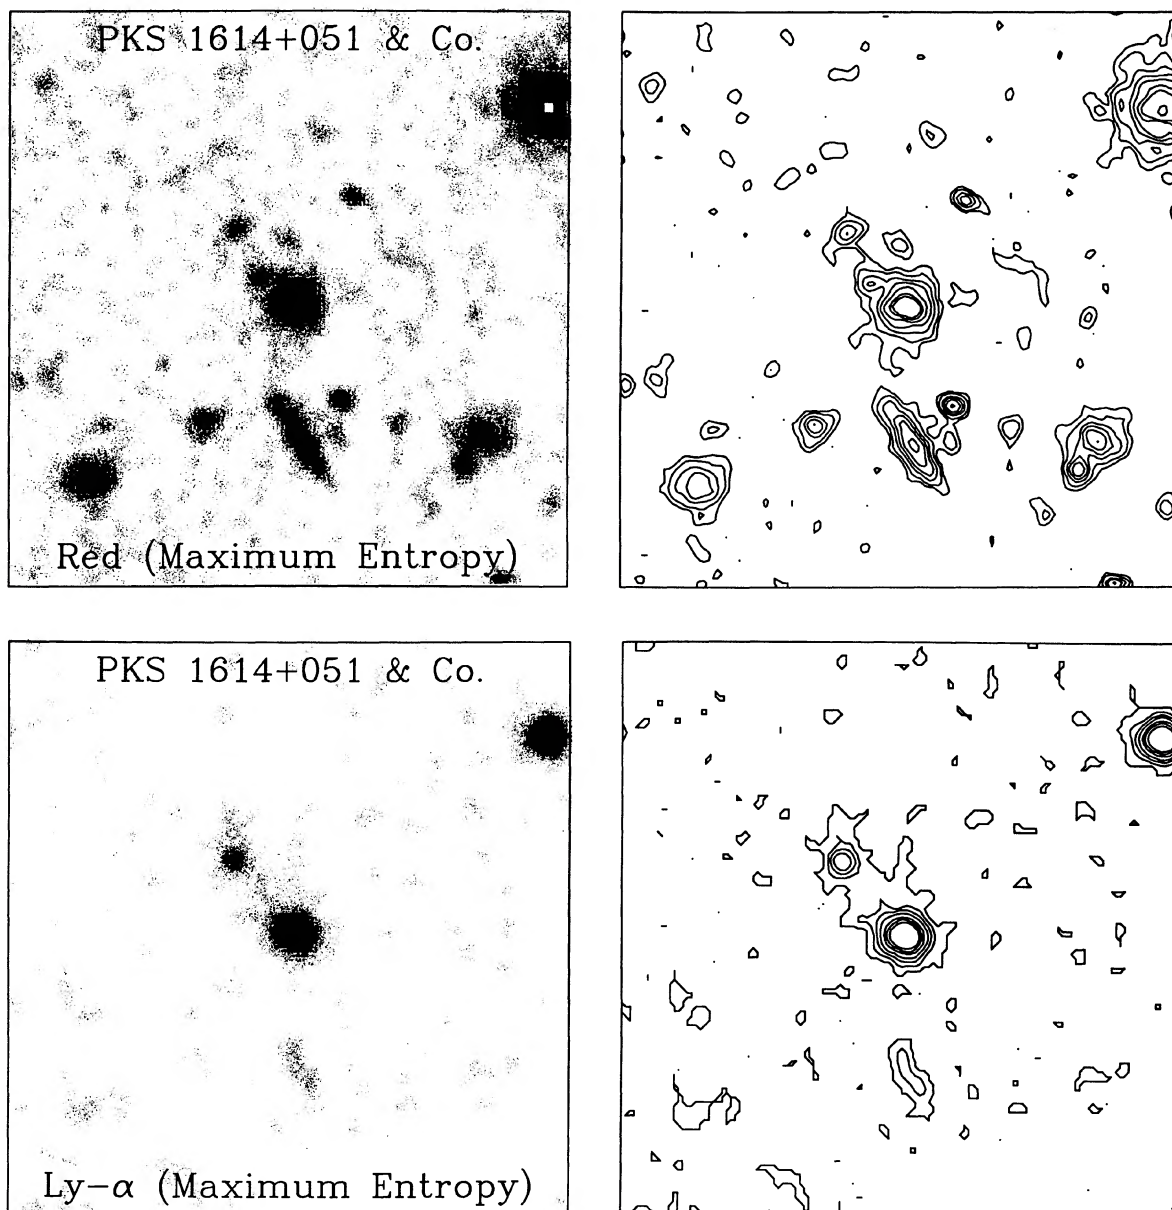 PKS 1614+051 & Co.
Red (Maximum Entropy)
PKS 1614+051 & Co.
Ly-α (Maximum Entropy)